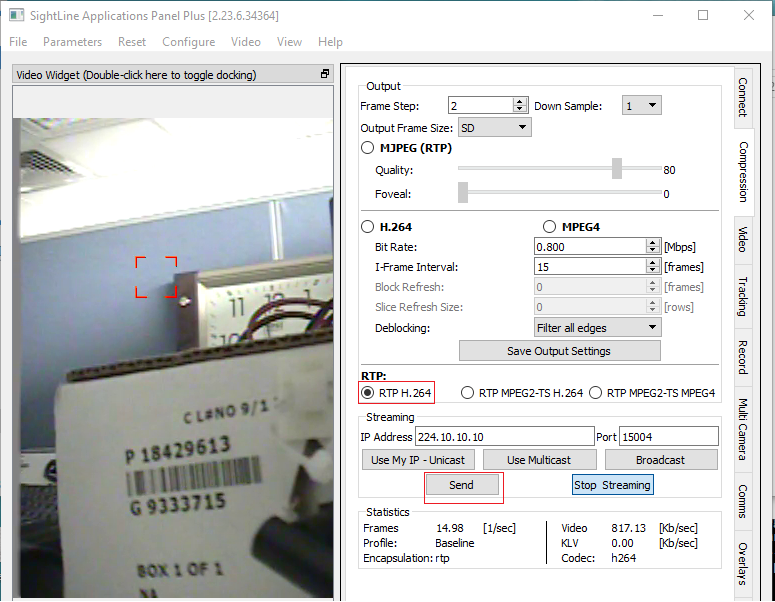 SightLine Applications Panel Plus [2.23.6.34364]
File Parameters Reset Configure Video View Help
Video Widget (Double-click here to toggle docking)
11
12
10
C L#NO 9/1
P 18429613
G 9333715
BOX 1 OF 1
NA
Output
Frame Step: 2 Down Sample: 1
Output Frame Size: SD
MJPEG (RTP)
Quality: 80
Foveal: 0
H.264 MPEG4
Bit Rate: 0.800 [Mbps]
I-Frame Interval: 15 [frames]
Block Refresh: 0 [frames]
Slice Refresh Size: 0 [rows]
Deblocking: Filter all edges
Save Output Settings
RTP:
RTP H.264 RTP MPEG2-TS H.264 RTP MPEG2-TS MPEG4
Streaming
IP Address 224.10.10.10 Port 15004
Use My IP - Unicast Use Multicast Broadcast
Send Stop Streaming
Statistics
Frames 14.98 [1/sec] Video 817.13 [Kb/sec]
Profile: Baseline KLV 0.00 [Kb/sec]
Encapsulation: rtp Codec: h264
Connect
Compression
Video
Tracking
Record
Multi Camera
Comms
Overlays